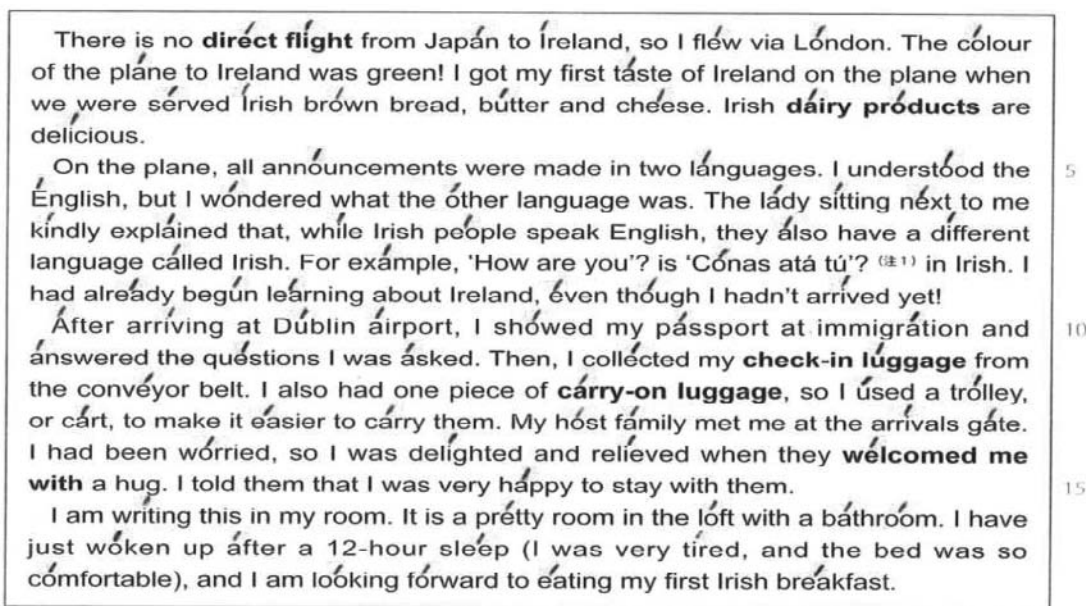 There is no direct flight from Japan to Ireland, so I flew via London. The colour
of the plane to Ireland was green! I got my first taste of Ireland on the plane when
we were served Irish brown bread, butter and cheese. Irish dairy products are
delicious.
On the plane, all announcements were made in two languages. I understood the 5
English, but I wondered what the other language was. The lady sitting next to me
kindly explained that, while Irish people speak English, they also have a different
language called Irish. For example, 'How are you'? is 'Conas atá tú'? (注1) in Irish. I
had already begun learning about Ireland, even though I hadn't arrived yet!
After arriving at Dublin airport, I showed my passport at immigration and 10
answered the questions I was asked. Then, I collected my check-in luggage from
the conveyor belt. I also had one piece of carry-on luggage, so I used a trolley,
or cart, to make it easier to carry them. My host family met me at the arrivals gate.
I had been worried, so I was delighted and relieved when they welcomed me
with a hug. I told them that I was very happy to stay with them. 15
I am writing this in my room. It is a pretty room in the loft with a bathroom. I have
just woken up after a 12-hour sleep (I was very tired, and the bed was so
comfortable), and I am looking forward to eating my first Irish breakfast.